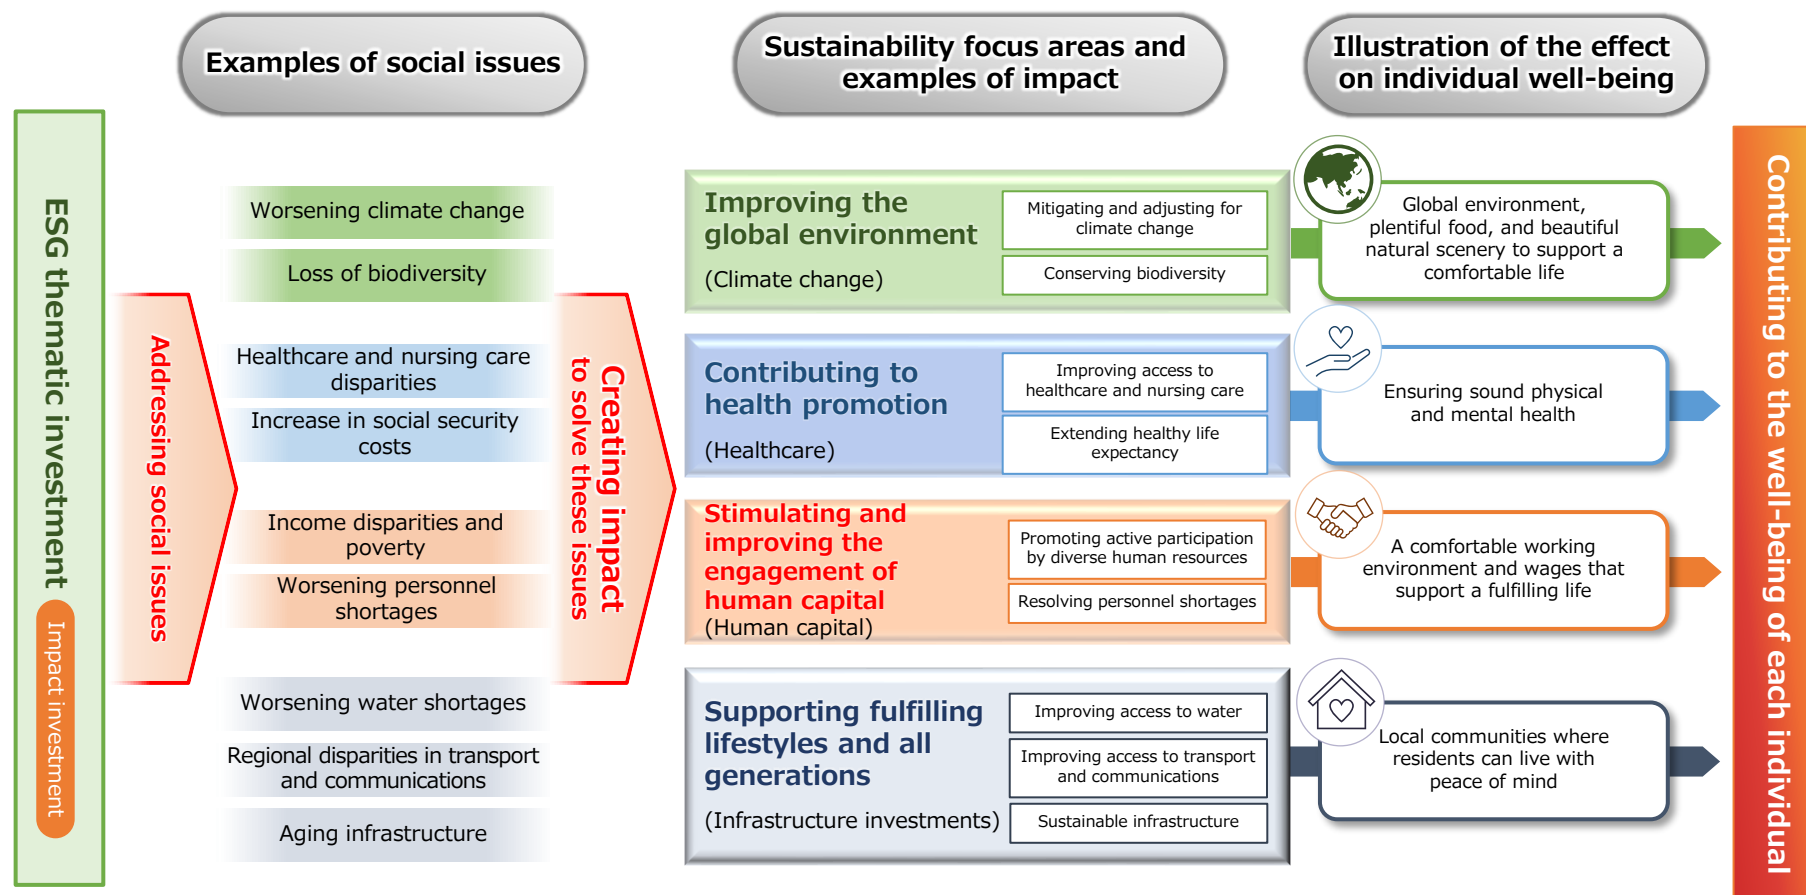 Examples of social issues
Sustainability focus areas and
examples of impact
Illustration of the effect
on individual well-being
ESG thematic investment
Impact investment
Addressing social issues
Worsening climate change
Loss of biodiversity
Healthcare and nursing care
disparities
Increase in social security
costs
Income disparities and
poverty
Worsening personnel
shortages
Worsening water shortages
Regional disparities in transport
and communications
Aging infrastructure
Creating impact
to solve these issues
Improving the
global environment
(Climate change)
Mitigating and adjusting for
climate change
Conserving biodiversity
Global environment,
plentiful food, and beautiful
natural scenery to support a
comfortable life
Contributing to
health promotion
(Healthcare)
Improving access to
healthcare and nursing care
Extending healthy life
expectancy
Ensuring sound physical
and mental health
Stimulating and
improving the
engagement of
human capital
(Human capital)
Promoting active participation
by diverse human resources
Resolving personnel shortages
A comfortable working
environment and wages that
support a fulfilling life
Supporting fulfilling
lifestyles and all
generations
(Infrastructure investments)
Improving access to water
Improving access to transport
and communications
Sustainable infrastructure
Local communities where
residents can live with
peace of mind
Contributing to the well-being of each individual